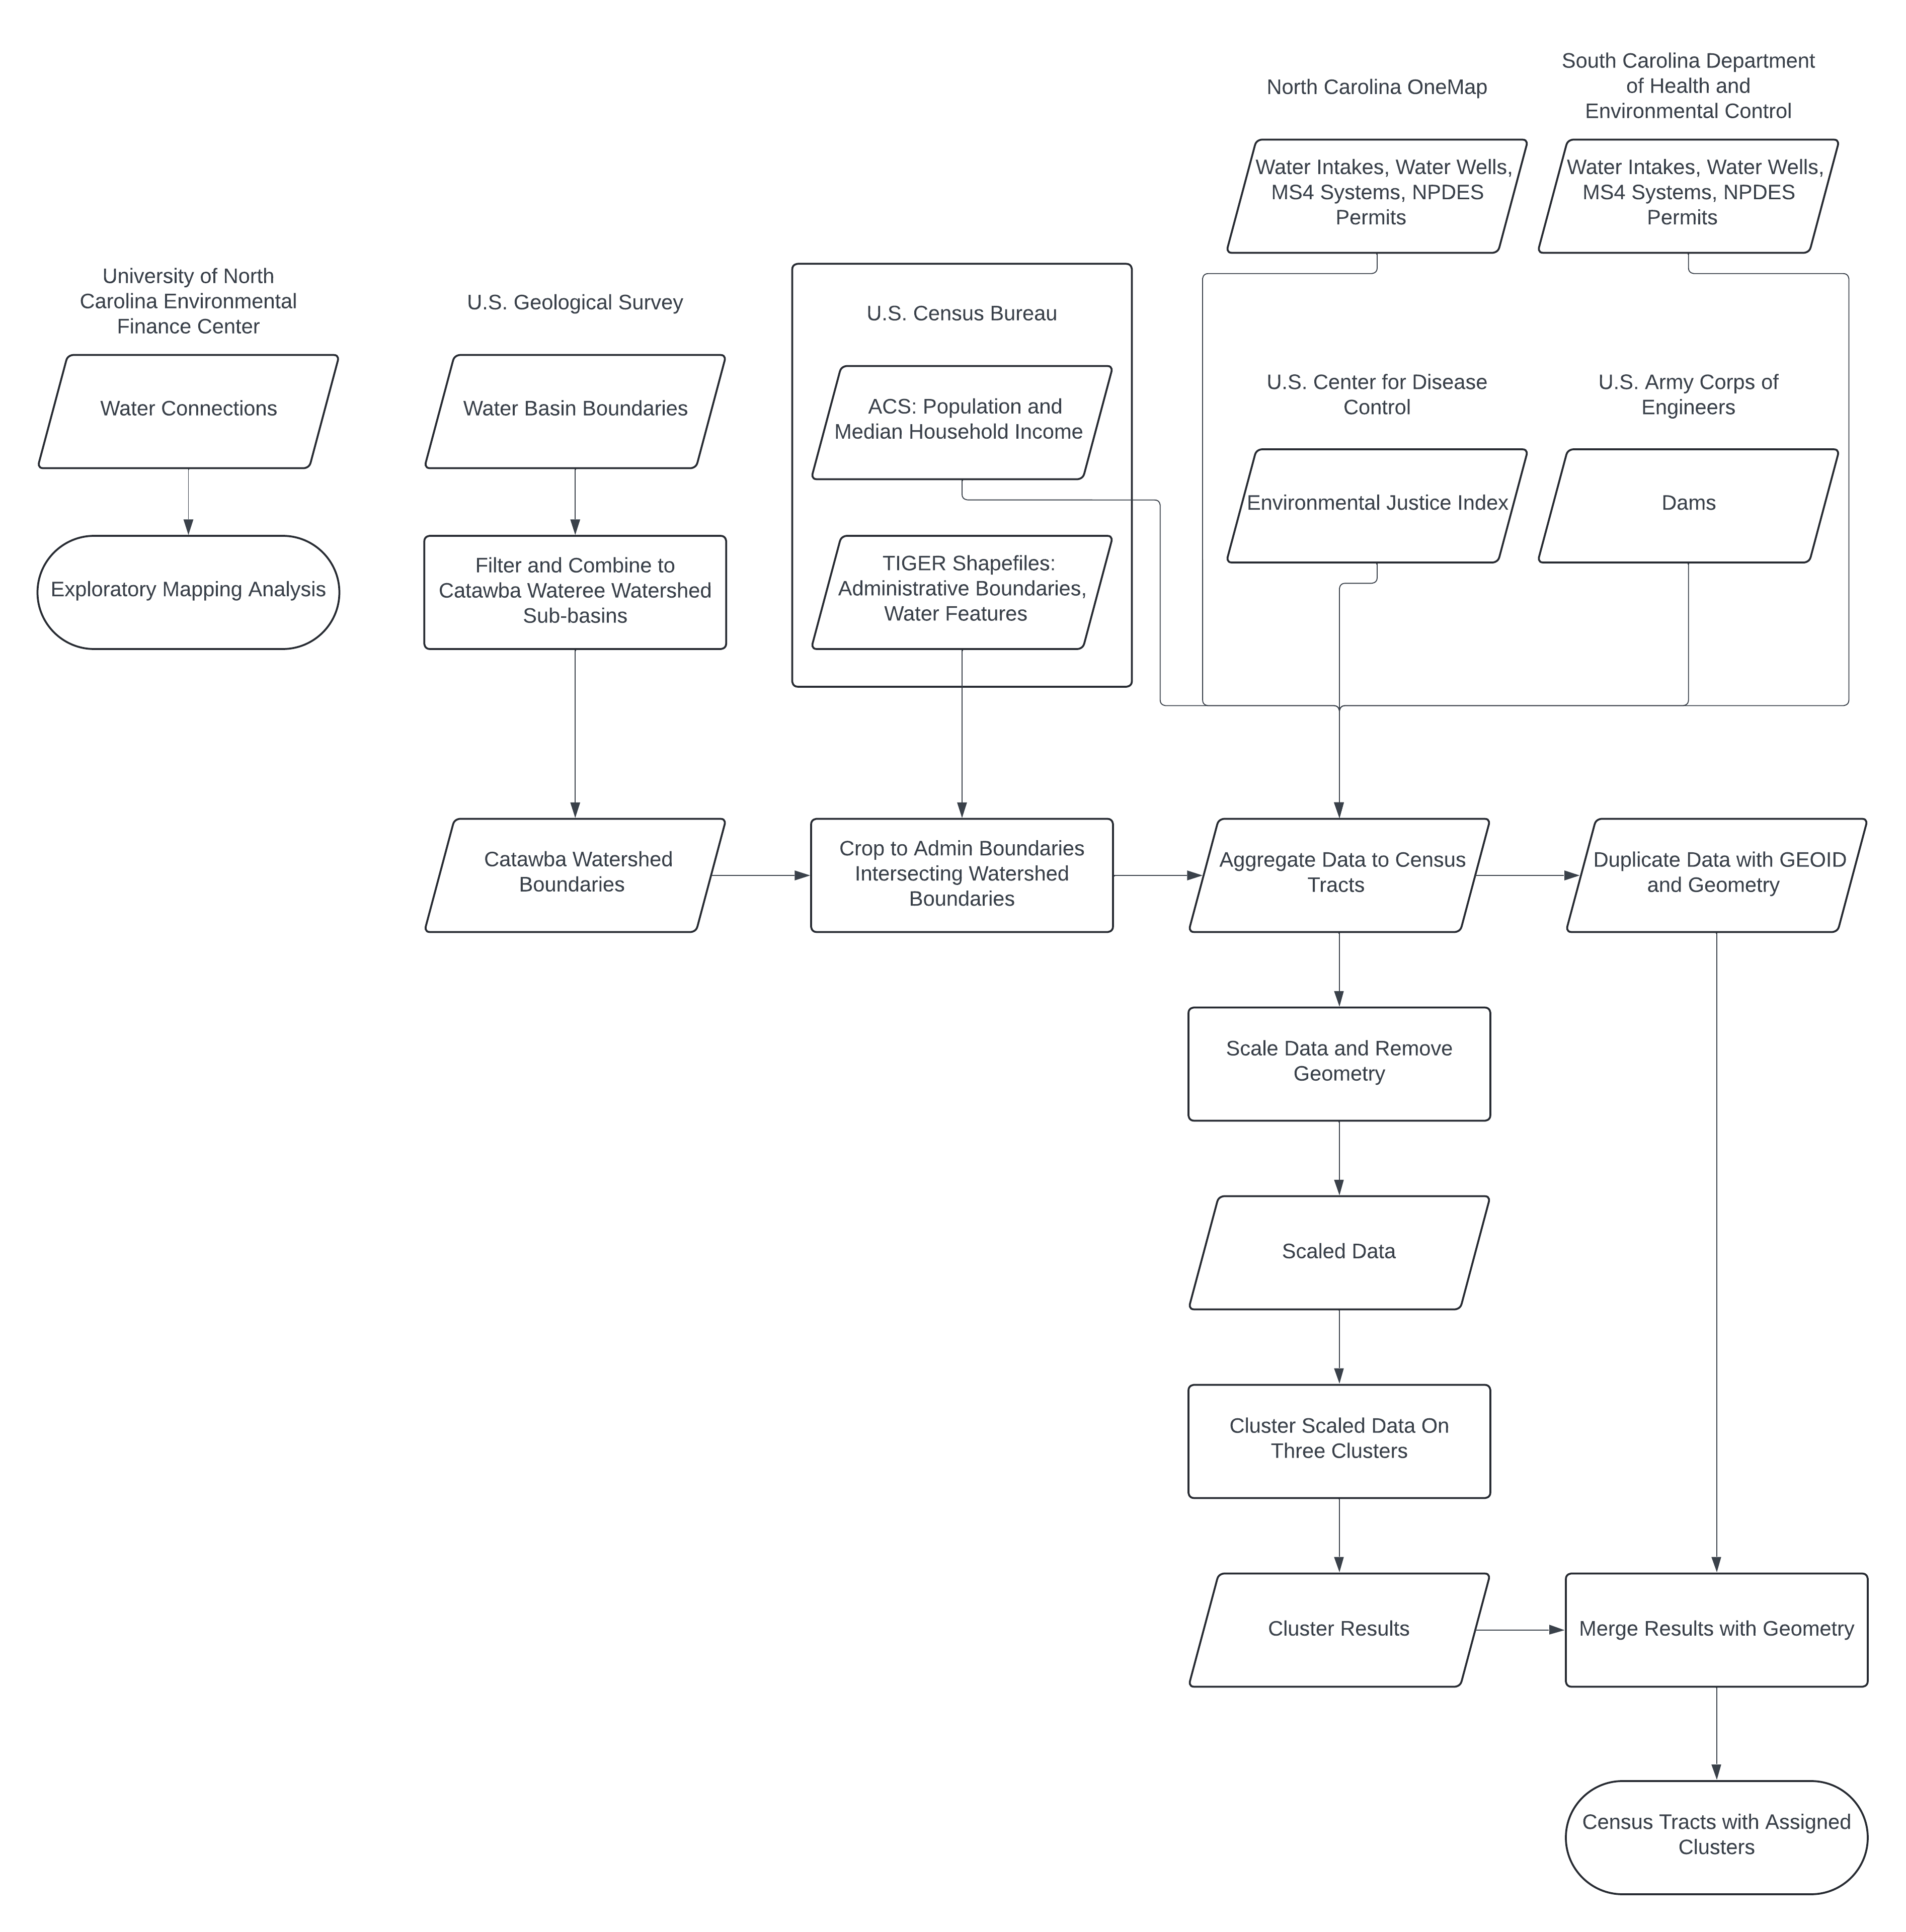 North Carolina OneMap
South Carolina Department
of Health and
Environmental Control
Water Intakes, Water Wells,
MS4 Systems, NPDES
Permits
Water Intakes, Water Wells,
MS4 Systems, NPDES
Permits
University of North
Carolina Environmental
Finance Center
U.S. Geological Survey
U.S. Census Bureau
U.S. Center for Disease
Control
U.S. Army Corps of
Engineers
Water Connections
Water Basin Boundaries
ACS: Population and
Median Household Income
Environmental Justice Index
Dams
Exploratory Mapping Analysis
Filter and Combine to
Catawba Wateree Watershed
Sub-basins
TIGER Shapefiles:
Administrative Boundaries,
Water Features
Catawba Watershed
Boundaries
Crop to Admin Boundaries
Intersecting Watershed
Boundaries
Aggregate Data to Census
Tracts
Duplicate Data with GEOID
and Geometry
Scale Data and Remove
Geometry
Scaled Data
Cluster Scaled Data On
Three Clusters
Cluster Results
Merge Results with Geometry
Census Tracts with Assigned
Clusters